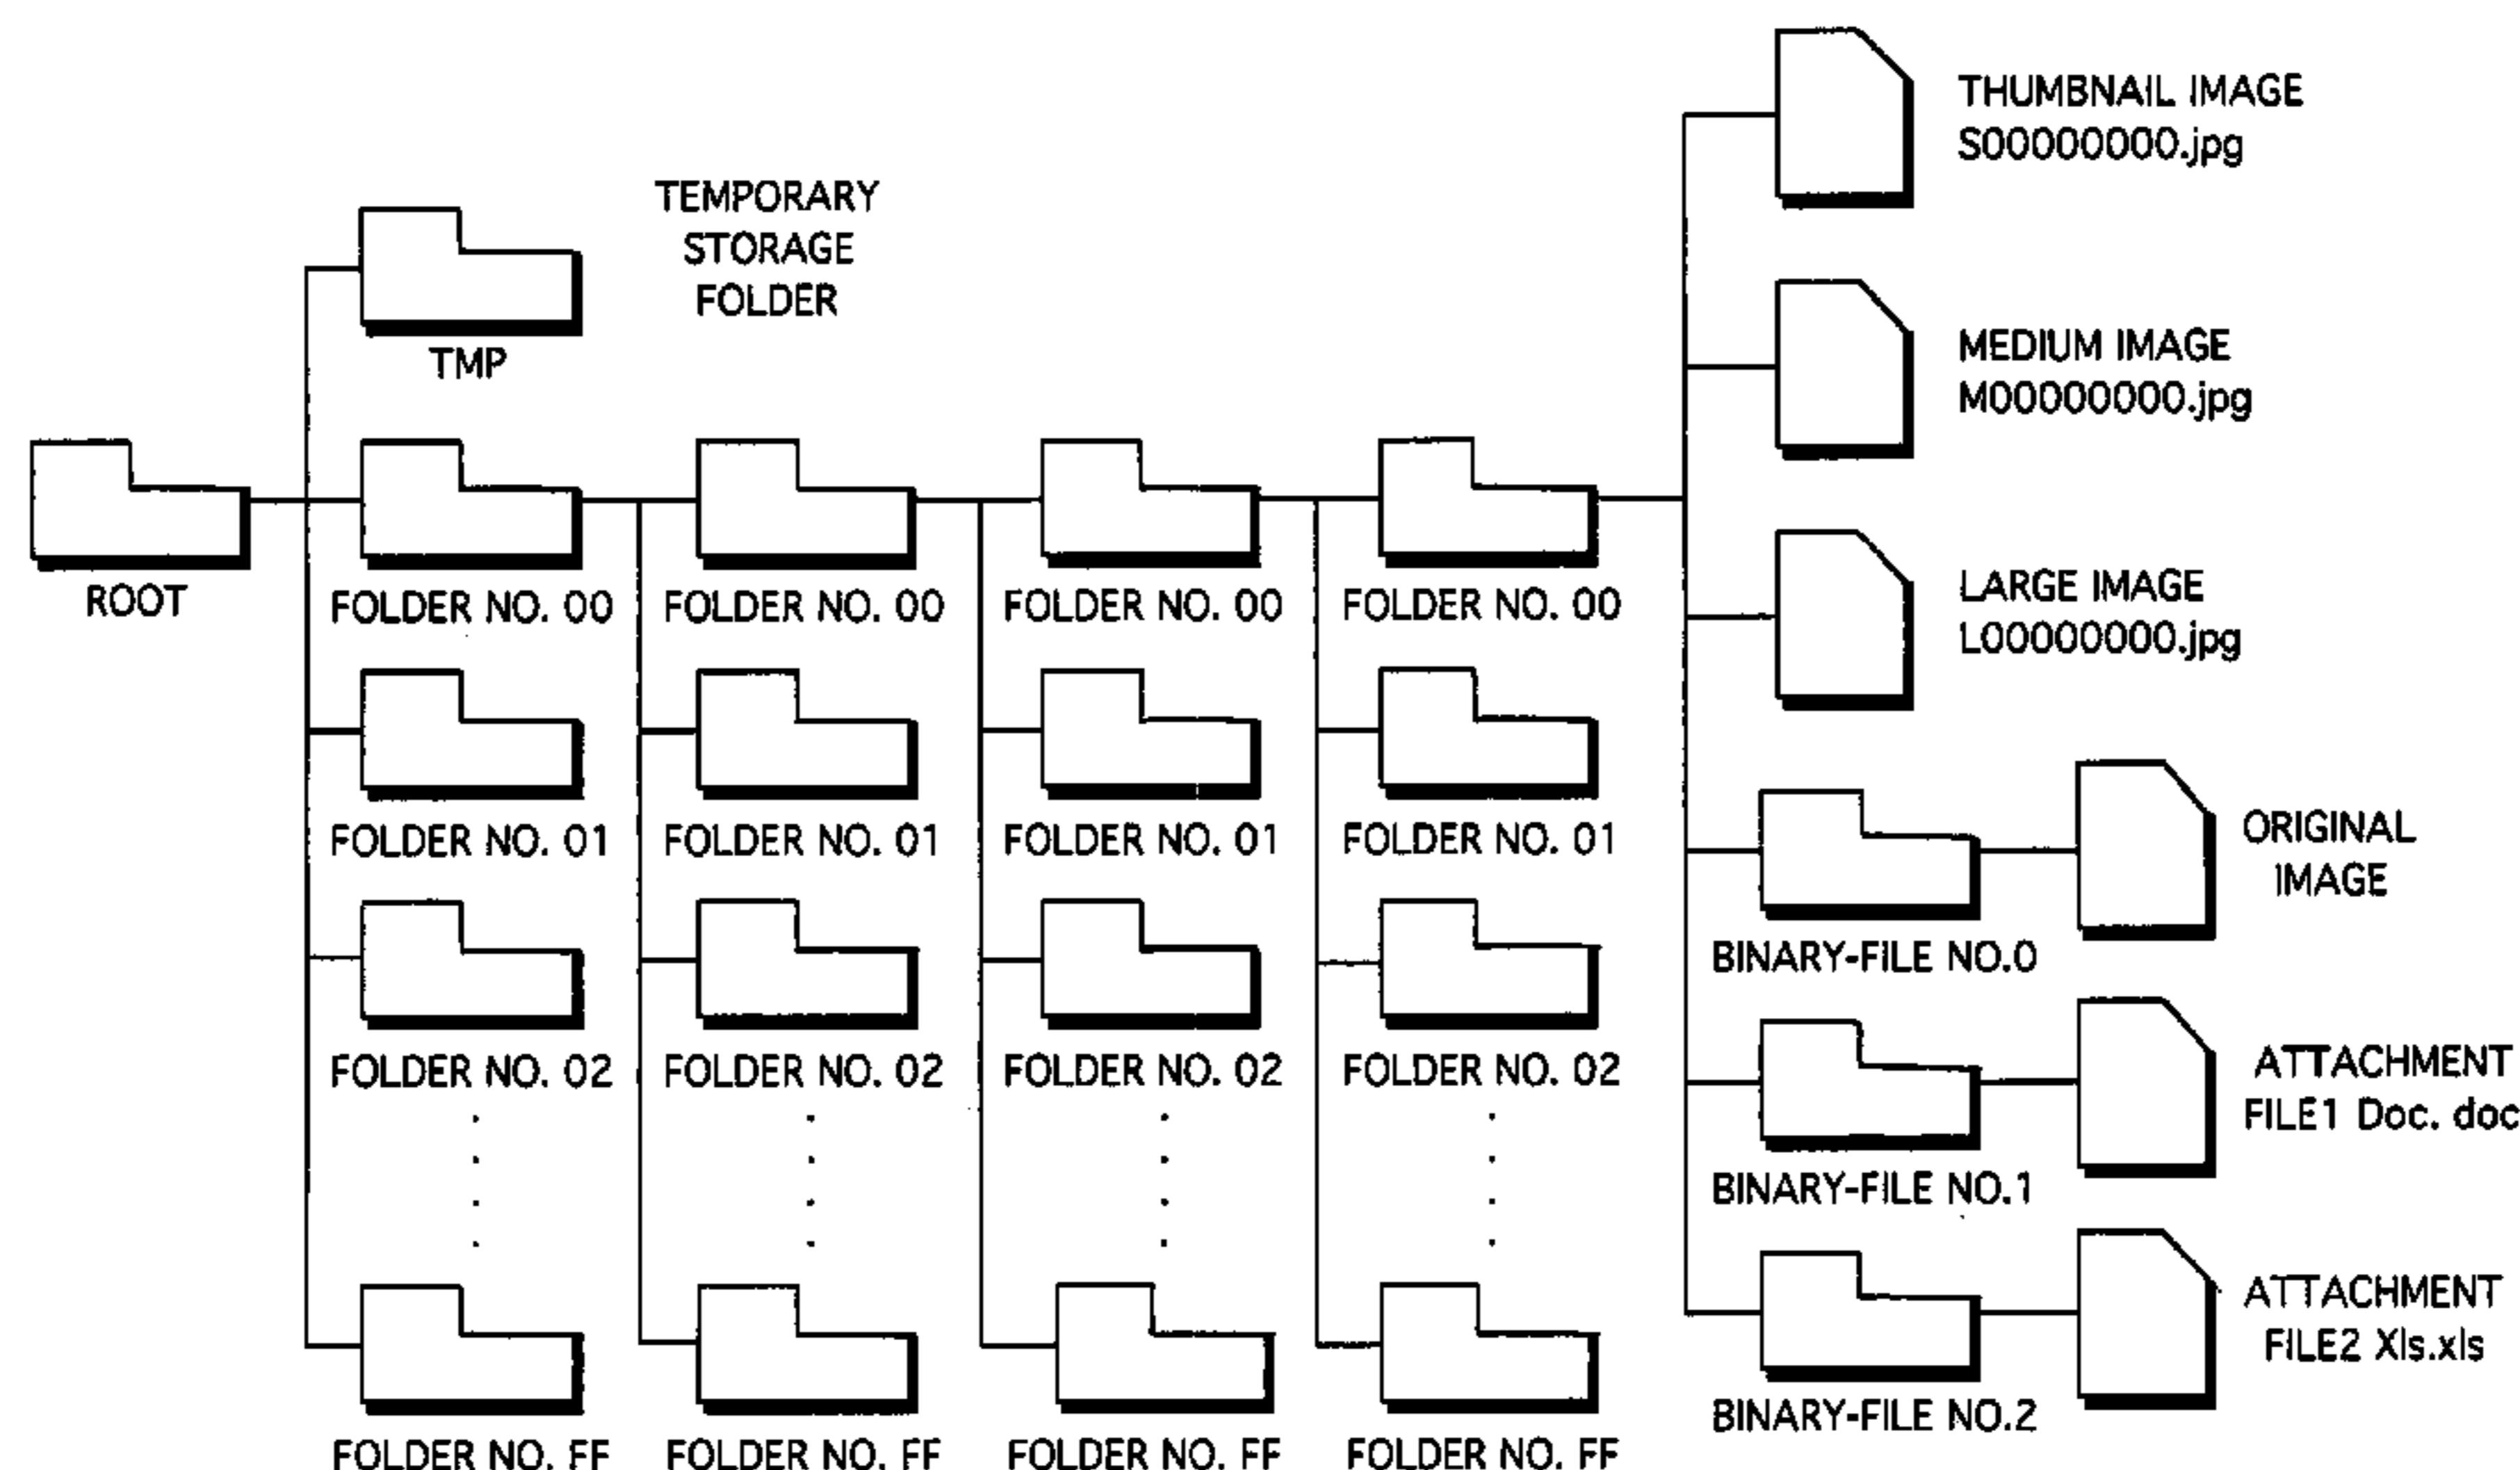 THUMBNAIL IMAGE
S00000000.jpg
TEMPORARY
STORAGE
FOLDER
TMP
MEDIUM IMAGE
M00000000.jpg
ROOT
FOLDER NO. 00
FOLDER NO. 00
FOLDER NO. 00
FOLDER NO. 00
LARGE IMAGE
L00000000.jpg
FOLDER NO. 01
FOLDER NO. 01
FOLDER NO. 01
FOLDER NO. 01
ORIGINAL
IMAGE
BINARY-FILE NO.0
FOLDER NO. 02
FOLDER NO. 02
FOLDER NO. 02
FOLDER NO. 02
ATTACHMENT
FILE1 Doc. doc
BINARY-FILE NO.1
ATTACHMENT
FILE2 Xls.xls
BINARY-FILE NO.2
FOLDER NO. FF
FOLDER NO. FF
FOLDER NO. FF
FOLDER NO. FF